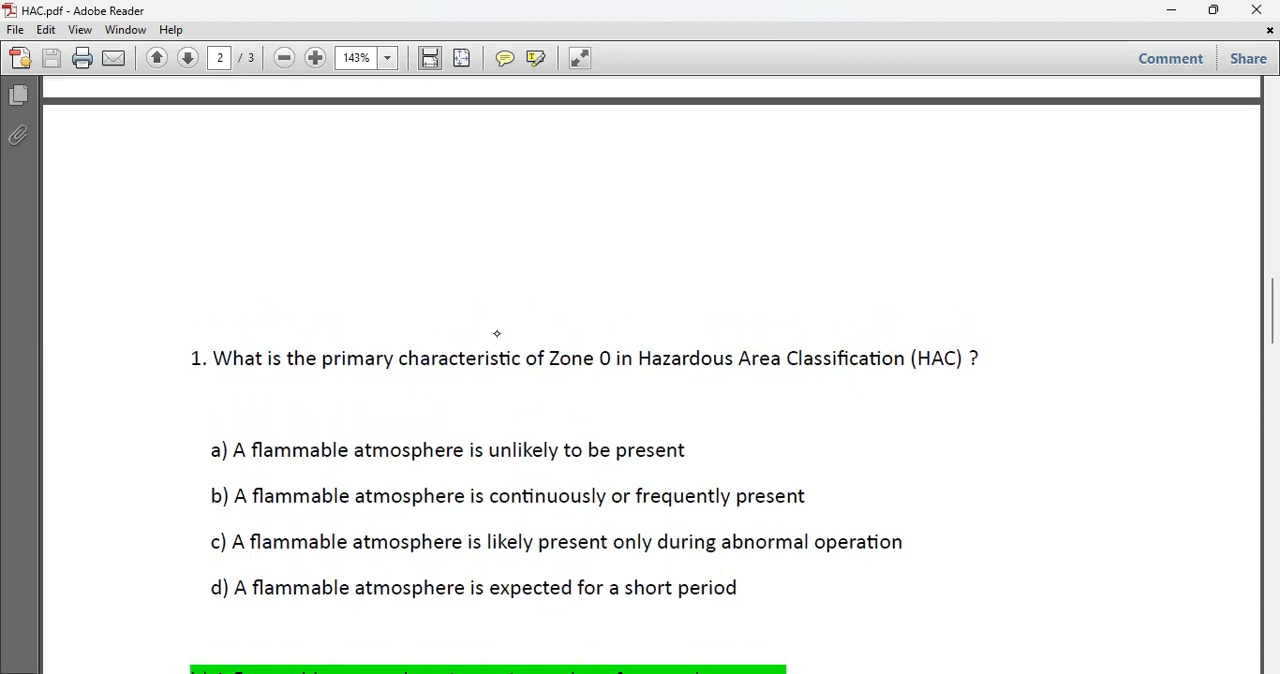 HAC.pdf - Adobe Reader
File Edit View Window Help
2 / 3 143% Comment Share
1. What is the primary characteristic of Zone 0 in Hazardous Area Classification (HAC) ?
a) A flammable atmosphere is unlikely to be present
b) A flammable atmosphere is continuously or frequently present
c) A flammable atmosphere is likely present only during abnormal operation
d) A flammable atmosphere is expected for a short period